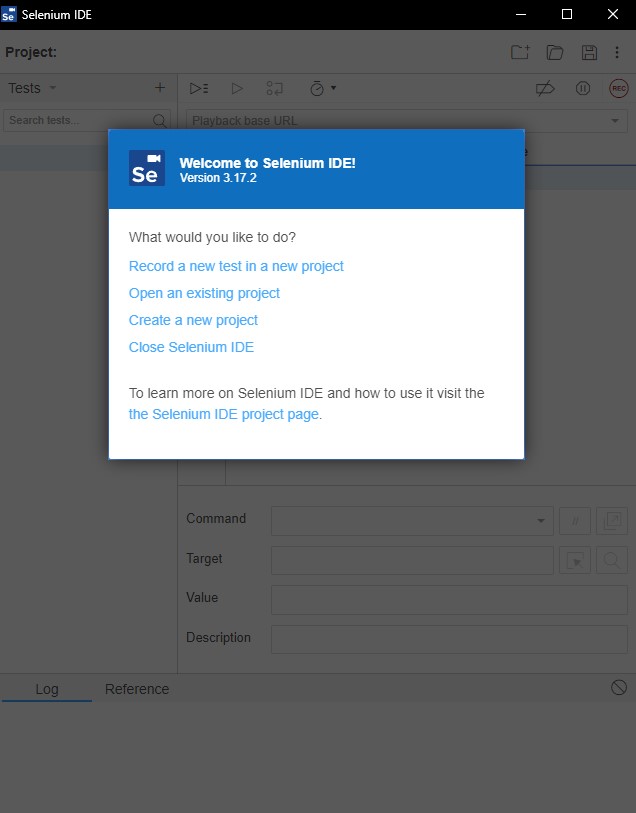 Se Selenium IDE
Project:
Tests
Search tests...
REC
Playback base URL
Se
Welcome to Selenium IDE!
Version 3.17.2
What would you like to do?
Record a new test in a new project
Open an existing project
Create a new project
Close Selenium IDE
To learn more on Selenium IDE and how to use it visit the
the Selenium IDE project page.
Command
//
Target
Value
Description
Log
Reference